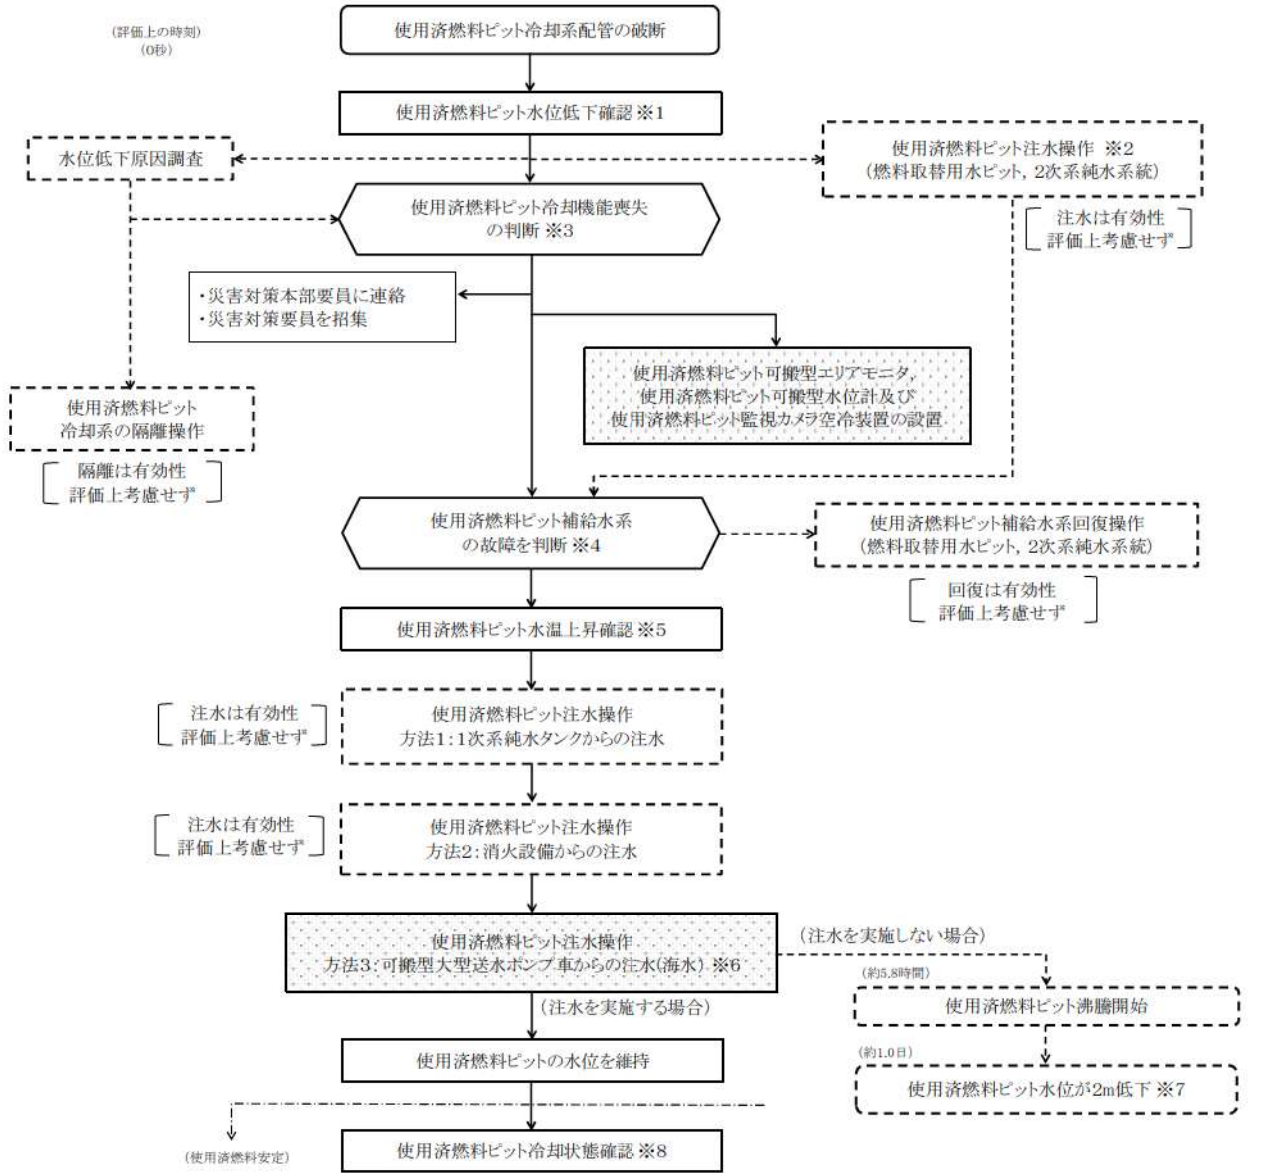 (評価上の時刻)
(0秒)
使用済燃料ピット冷却系配管の破断
使用済燃料ピット水位低下確認※1
水位低下原因調査
使用済燃料ピット注水操作 ※2
(燃料取替用水ピット, 2次系純水系統)
注水は有効性
評価上考慮せず*
使用済燃料ピット冷却機能喪失
の判断※3
・災害対策本部要員に連絡
・災害対策要員を招集
使用済燃料ピット可搬型エリアモニタ,
使用済燃料ピット可搬型水位計及び
使用済燃料ピット監視カメラ空冷装置の設置
使用済燃料ピット
冷却系の隔離操作
隔離は有効性
評価上考慮せず*
使用済燃料ピット補給水系
の故障を判断※4
使用済燃料ピット補給水系回復操作
(燃料取替用水ピット, 2次系純水系統)
回復は有効性
評価上考慮せず*
使用済燃料ピット水温上昇確認※5
注水は有効性
評価上考慮せず*
使用済燃料ピット注水操作
方法1:1次系純水タンクからの注水
注水は有効性
評価上考慮せず*
使用済燃料ピット注水操作
方法2:消火設備からの注水
使用済燃料ピット注水操作
方法3:可搬型大型送水ポンプ車からの注水(海水) ※6
(注水を実施しない場合)
(約5.8時間)
使用済燃料ピット沸騰開始
(注水を実施する場合)
(約1.0日)
使用済燃料ピット水位が2m低下※7
使用済燃料ピットの水位を維持
(使用済燃料安定)
使用済燃料ピット冷却状態確認※8